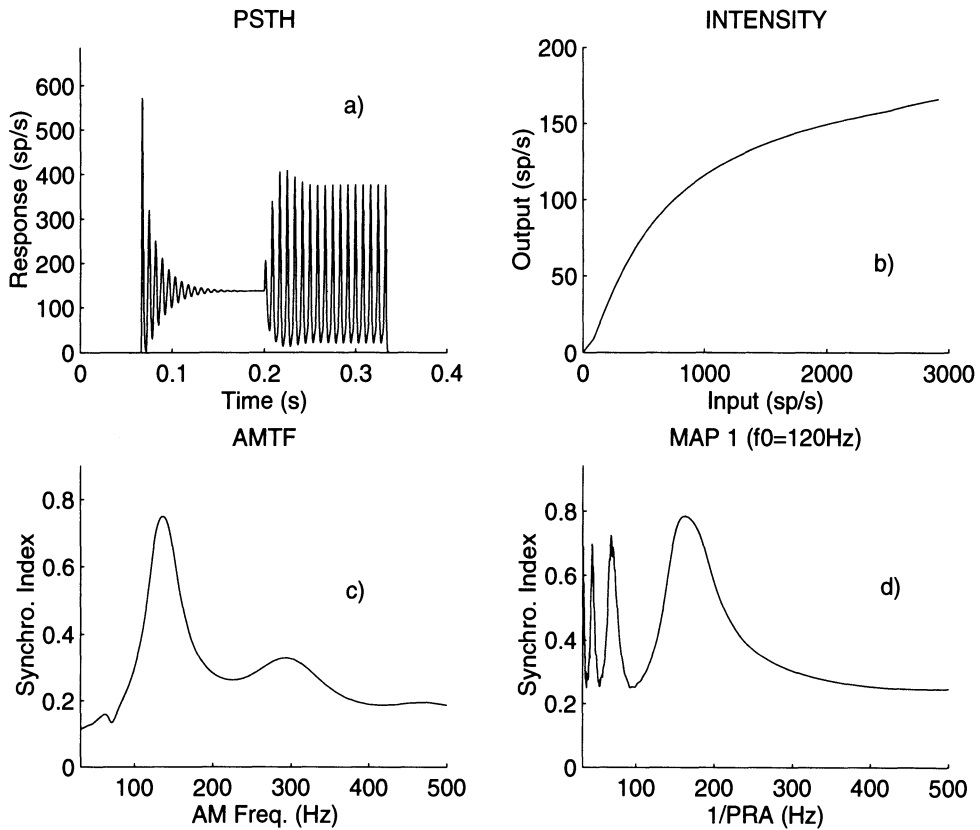 PSTH
Response (sp/s)
600
500
400
300
200
100
0
a)
0
0.1
0.2
0.3
0.4
Time (s)
INTENSITY
Output (sp/s)
200
150
100
50
0
b)
0
1000
2000
3000
Input (sp/s)
AMTF
Synchro. Index
0.8
0.6
0.4
0.2
0
c)
100
200
300
400
500
AM Freq. (Hz)
MAP 1 (f0=120Hz)
Synchro. Index
0.8
0.6
0.4
0.2
0
d)
100
200
300
400
500
1/PRA (Hz)